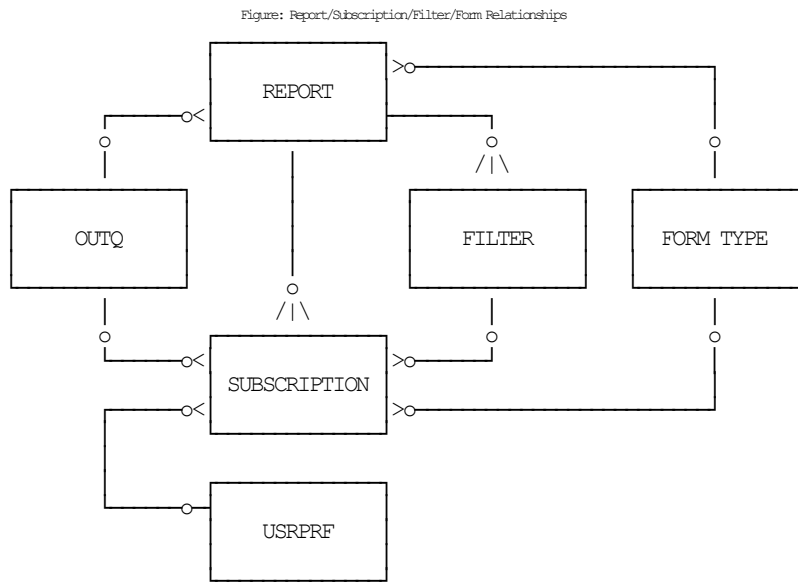 Figure: Report/Subscription/Filter/Form Relationships
REPORT
OUTQ
FILTER
FORM TYPE
SUBSCRIPTION
USRPRF